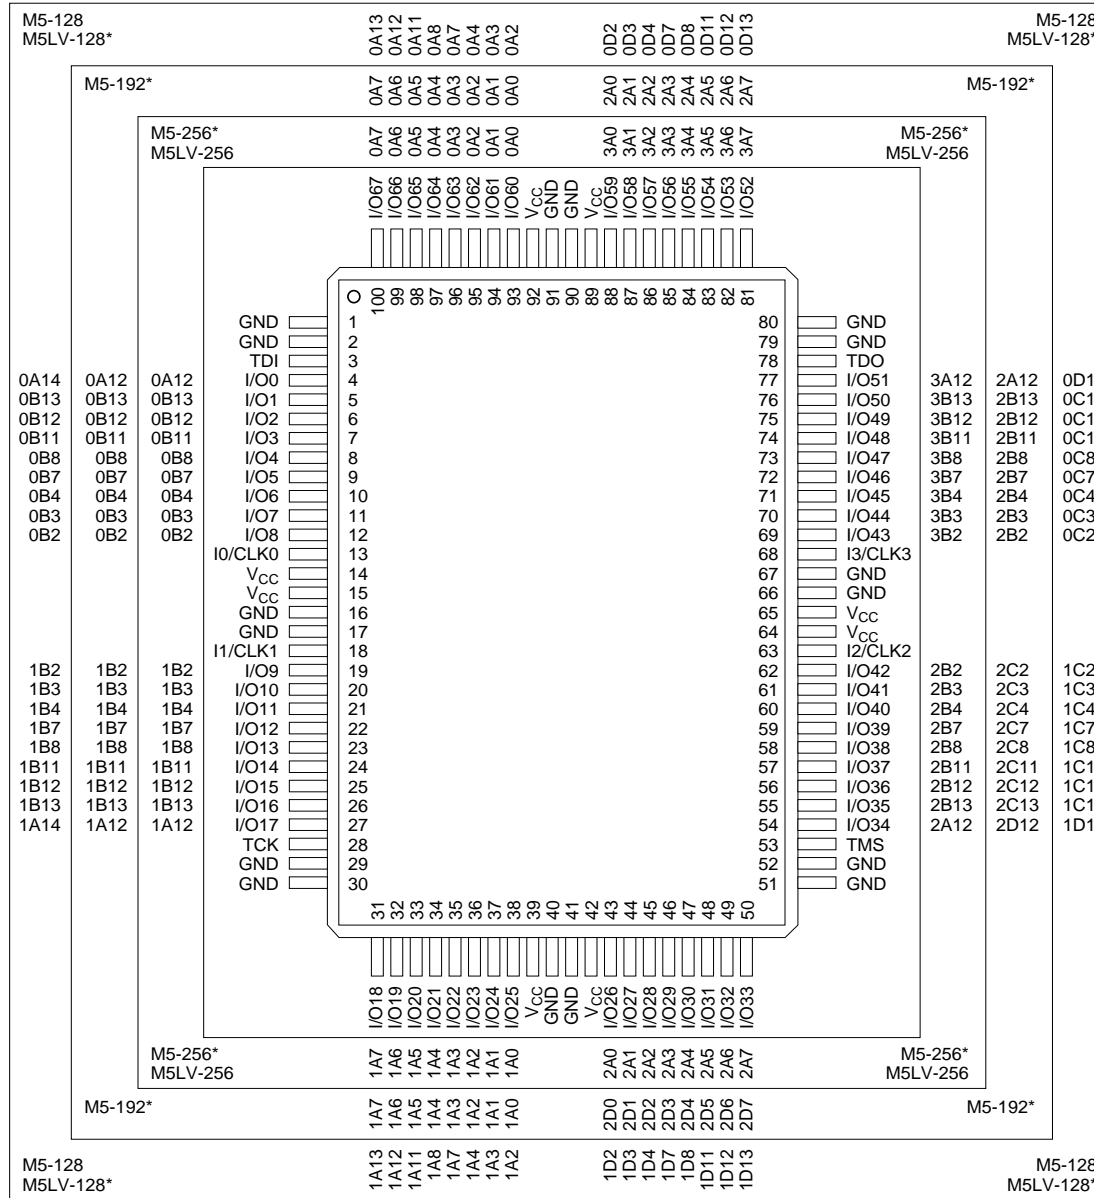 M5-128 0A13 0A12 0A11 0A8 0A7 0A4 0A3 0A2 0D2 0D3 0D4 0D7 0D8 0D11 0D12 0D13 M5-128
M5LV-128* M5LV-128*
M5-192* 0A7 0A6 0A5 0A4 0A3 0A2 0A1 0A0 2A0 2A1 2A2 2A3 2A4 2A5 2A6 2A7 M5-192*
M5-256* 0A7 0A6 0A5 0A4 0A3 0A2 0A1 0A0 3A0 3A1 3A2 3A3 3A4 3A5 3A6 3A7 M5-256*
M5LV-256 M5LV-256
I/O67 I/O66 I/O65 I/O64 I/O63 I/O62 I/O61 I/O60 VCC GND GND VCC I/O59 I/O58 I/O57 I/O56 I/O55 I/O54 I/O53 I/O52
100 99 98 97 96 95 94 93 92 91 90 89 88 87 86 85 84 83 82 81
GND 1 80 GND
GND 2 79 GND
TDI 3 78 TDO
0A14 0A12 0A12 I/O0 4 77 I/O51 3A12 2A12 0D1
0B13 0B13 0B13 I/O1 5 76 I/O50 3B13 2B13 0C1
0B12 0B12 0B12 I/O2 6 75 I/O49 3B12 2B12 0C1
0B11 0B11 0B11 I/O3 7 74 I/O48 3B11 2B11 0C1
0B8 0B8 0B8 I/O4 8 73 I/O47 3B8 2B8 0C8
0B7 0B7 0B7 I/O5 9 72 I/O46 3B7 2B7 0C7
0B4 0B4 0B4 I/O6 10 71 I/O45 3B4 2B4 0C4
0B3 0B3 0B3 I/O7 11 70 I/O44 3B3 2B3 0C3
0B2 0B2 0B2 I/O8 12 69 I/O43 3B2 2B2 0C2
I0/CLK0 13 68 I3/CLK3
VCC 14 67 GND
VCC 15 66 GND
GND 16 65 VCC
GND 17 64 VCC
I1/CLK1 18 63 I2/CLK2
1B2 1B2 1B2 I/O9 19 62 I/O42 2B2 2C2 1C2
1B3 1B3 1B3 I/O10 20 61 I/O41 2B3 2C3 1C3
1B4 1B4 1B4 I/O11 21 60 I/O40 2B4 2C4 1C4
1B7 1B7 1B7 I/O12 22 59 I/O39 2B7 2C7 1C7
1B8 1B8 1B8 I/O13 23 58 I/O38 2B8 2C8 1C8
1B11 1B11 1B11 I/O14 24 57 I/O37 2B11 2C11 1C1
1B12 1B12 1B12 I/O15 25 56 I/O36 2B12 2C12 1C1
1B13 1B13 1B13 I/O16 26 55 I/O35 2B13 2C13 1C1
1A14 1A12 1A12 I/O17 27 54 I/O34 2A12 2D12 1D1
TCK 28 53 TMS
GND 29 52 GND
GND 30 51 GND
31 32 33 34 35 36 37 38 39 40 41 42 43 44 45 46 47 48 49 50
I/O18 I/O19 I/O20 I/O21 I/O22 I/O23 I/O24 I/O25 VCC GND GND VCC I/O26 I/O27 I/O28 I/O29 I/O30 I/O31 I/O32 I/O33
M5-256* 1A7 1A6 1A5 1A4 1A3 1A2 1A1 1A0 2A0 2A1 2A2 2A3 2A4 2A5 2A6 2A7 M5-256*
M5LV-256 M5LV-256
M5-192* 1A7 1A6 1A5 1A4 1A3 1A2 1A1 1A0 2D0 2D1 2D2 2D3 2D4 2D5 2D6 2D7 M5-192*
M5-128 1A13 1A12 1A11 1A8 1A7 1A4 1A3 1A2 1D2 1D3 1D4 1D7 1D8 1D11 1D12 1D13 M5-128
M5LV-128* M5LV-128*